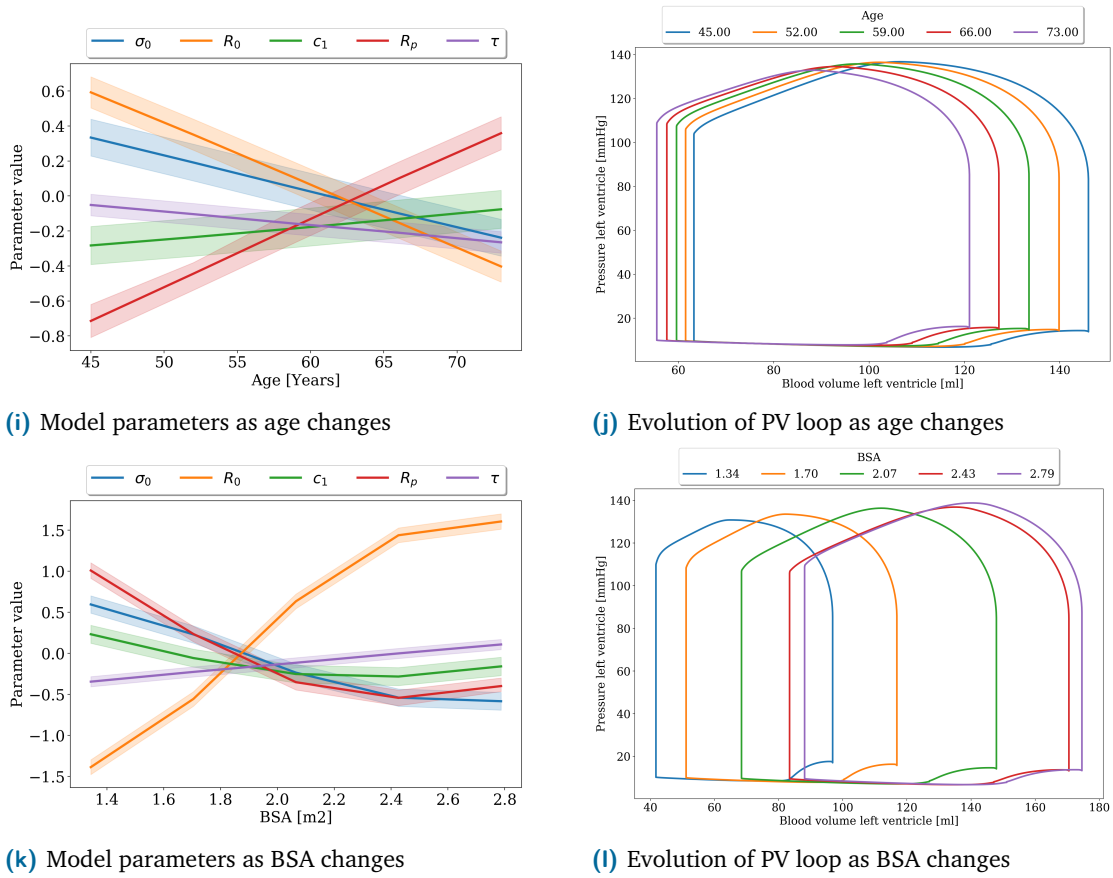 σ₀ R₀ c₁ Rₚ τ
Parameter value
0.6
0.4
0.2
0.0
−0.2
−0.4
−0.6
−0.8
45 50 55 60 65 70
Age [Years]
(i) Model parameters as age changes
Age
45.00 52.00 59.00 66.00 73.00
Pressure left ventricle [mmHg]
140
120
100
80
60
40
20
60 80 100 120 140
Blood volume left ventricle [ml]
(j) Evolution of PV loop as age changes
σ₀ R₀ c₁ Rₚ τ
Parameter value
1.5
1.0
0.5
0.0
−0.5
−1.0
−1.5
1.4 1.6 1.8 2.0 2.2 2.4 2.6 2.8
BSA [m2]
(k) Model parameters as BSA changes
BSA
1.34 1.70 2.07 2.43 2.79
Pressure left ventricle [mmHg]
140
120
100
80
60
40
20
40 60 80 100 120 140 160 180
Blood volume left ventricle [ml]
(l) Evolution of PV loop as BSA changes